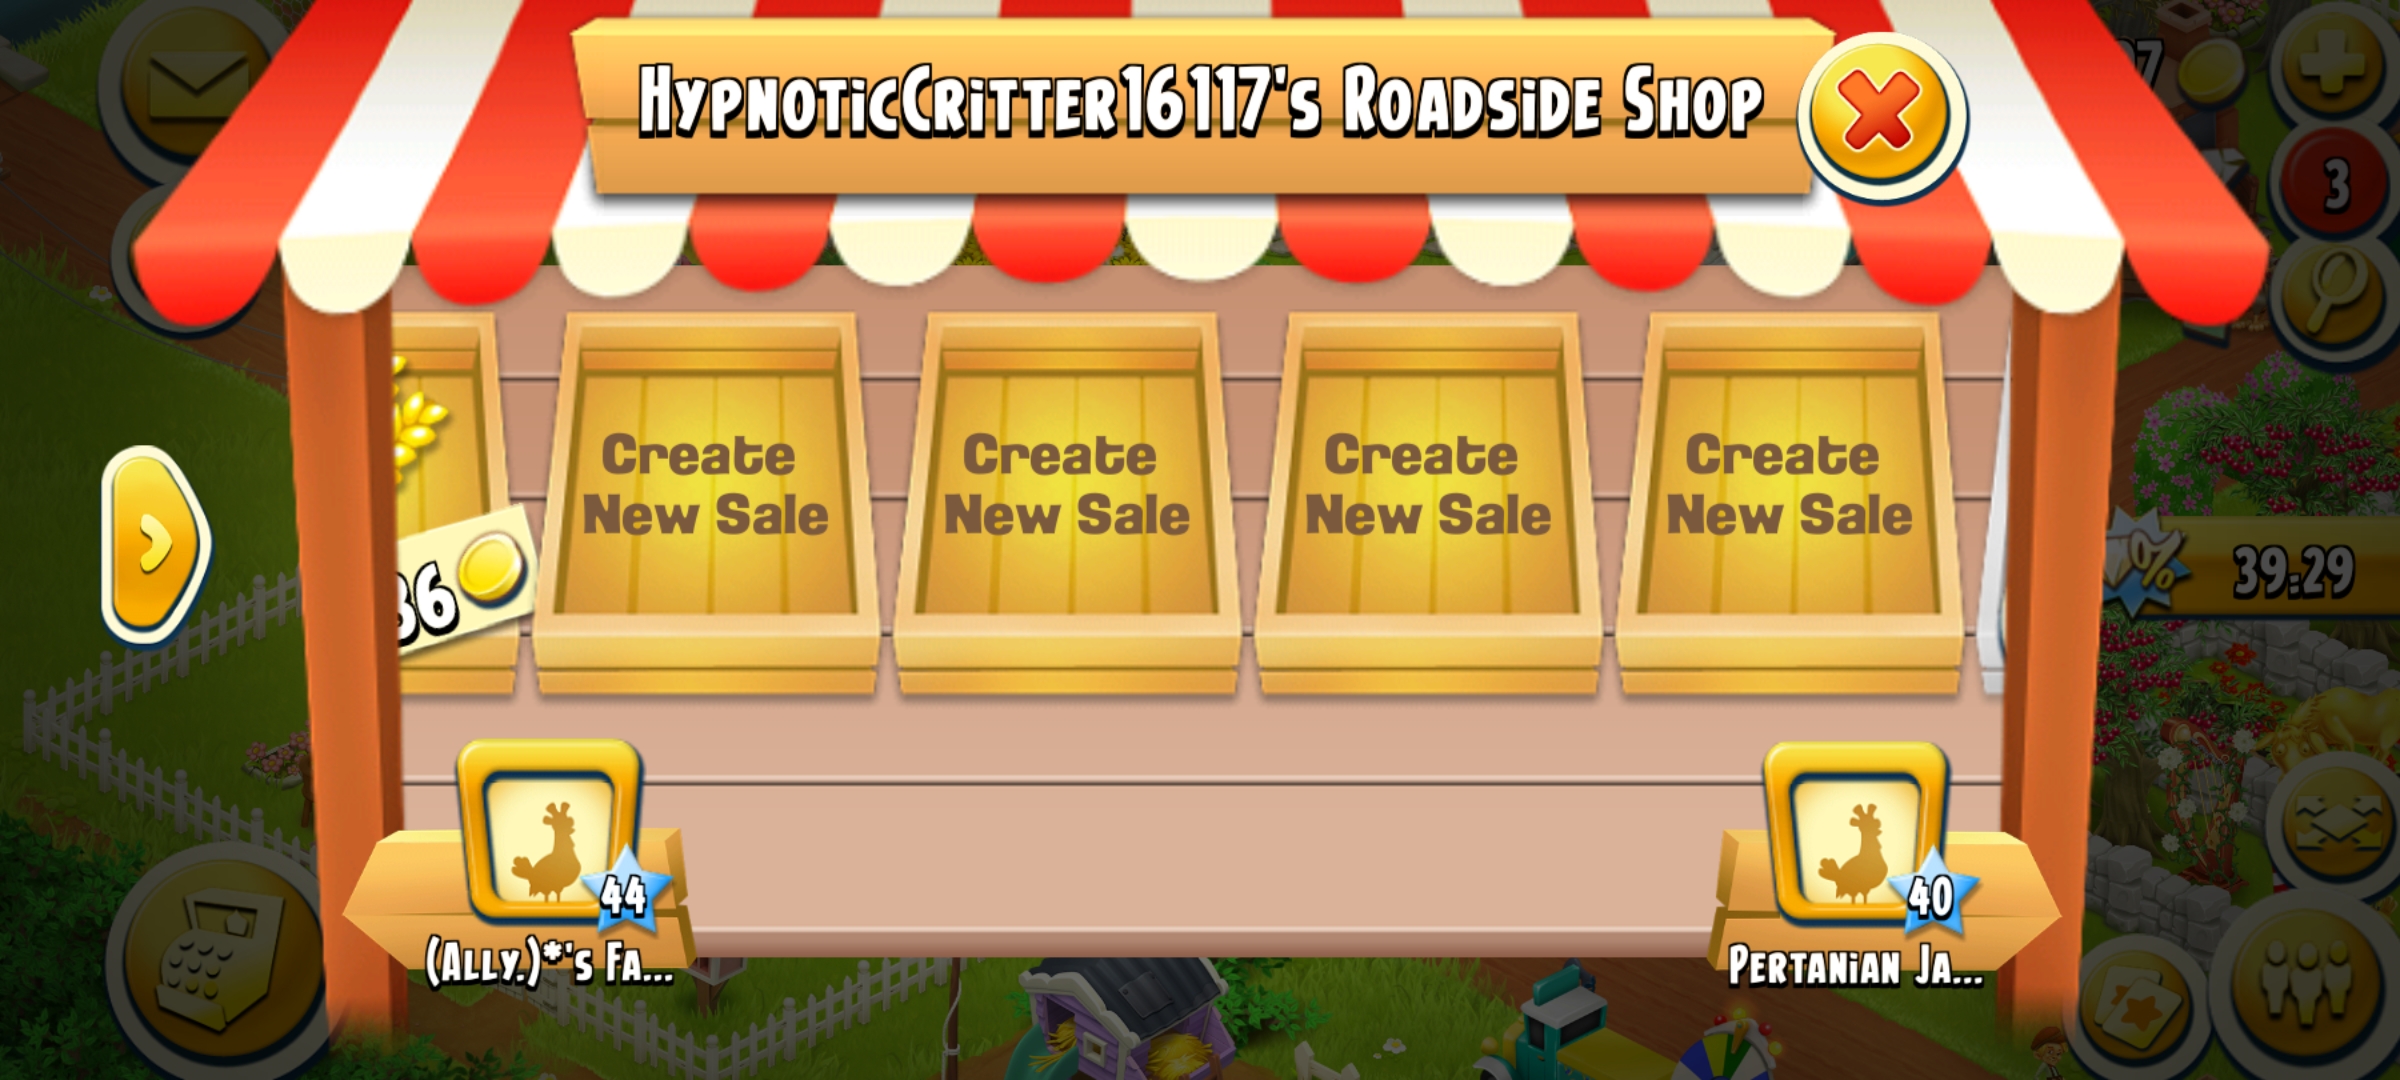 HypnoticCritter16117's Roadside Shop
3
Create
New Sale
Create
New Sale
Create
New Sale
Create
New Sale
39:29
36
44
40
(Ally.)*'s Fa...
Pertanian Ja...